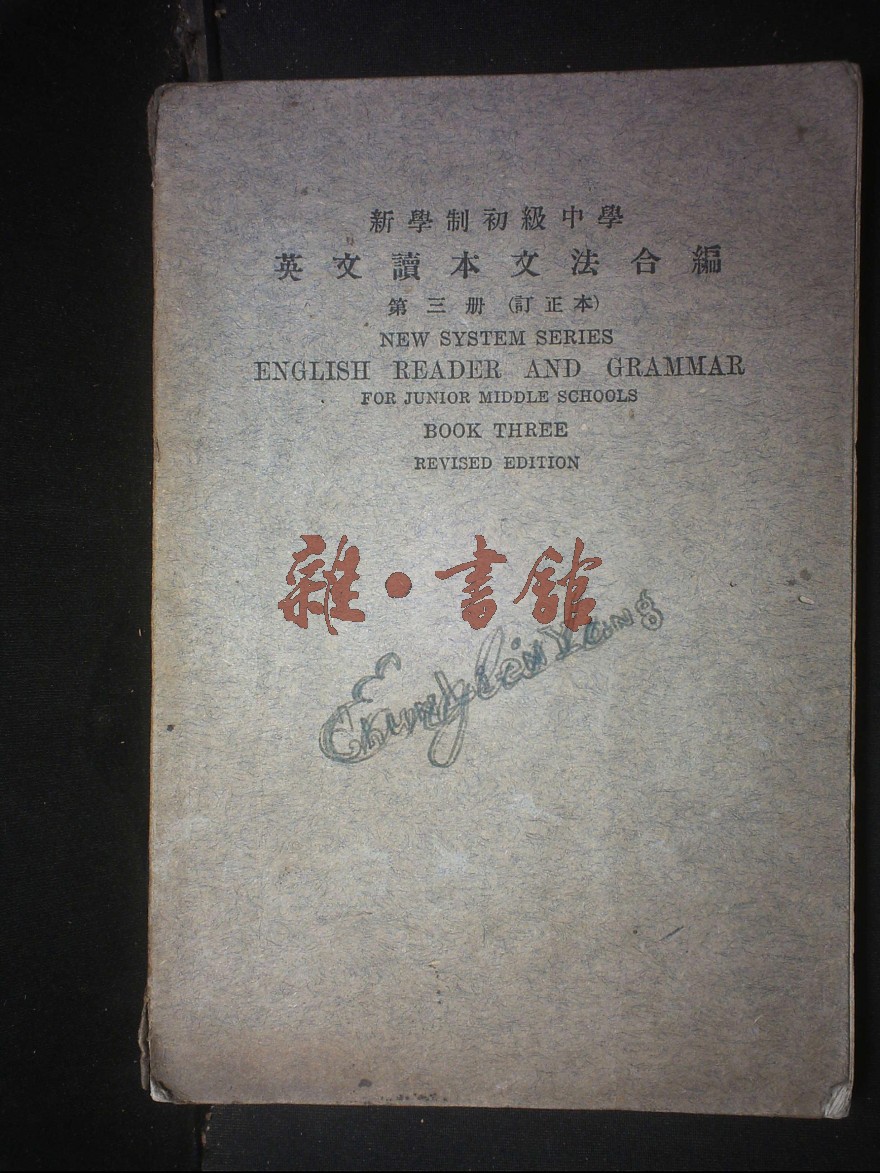 新學制初級中學
英文讀本文法合編
第三册（訂正本）
NEW SYSTEM SERIES
ENGLISH READER AND GRAMMAR
FOR JUNIOR MIDDLE SCHOOLS
BOOK THREE
REVISED EDITION
雜·書舘
Yang